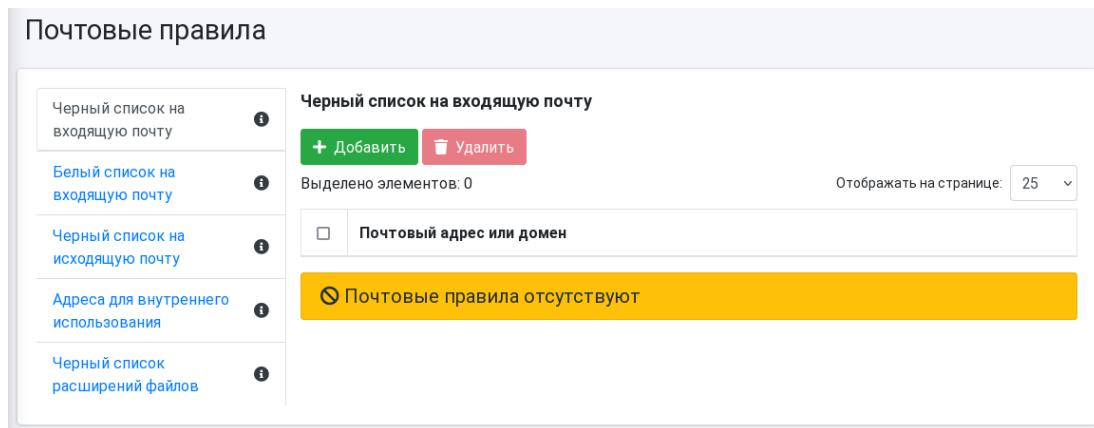 Почтовые правила
Черный список на
входящую почту
Белый список на
входящую почту
Черный список на
исходящую почту
Адреса для внутреннего
использования
Черный список
расширений файлов
Черный список на входящую почту
Добавить Удалить
Выделено элементов: 0 Отображать на странице: 25
Почтовый адрес или домен
Почтовые правила отсутствуют